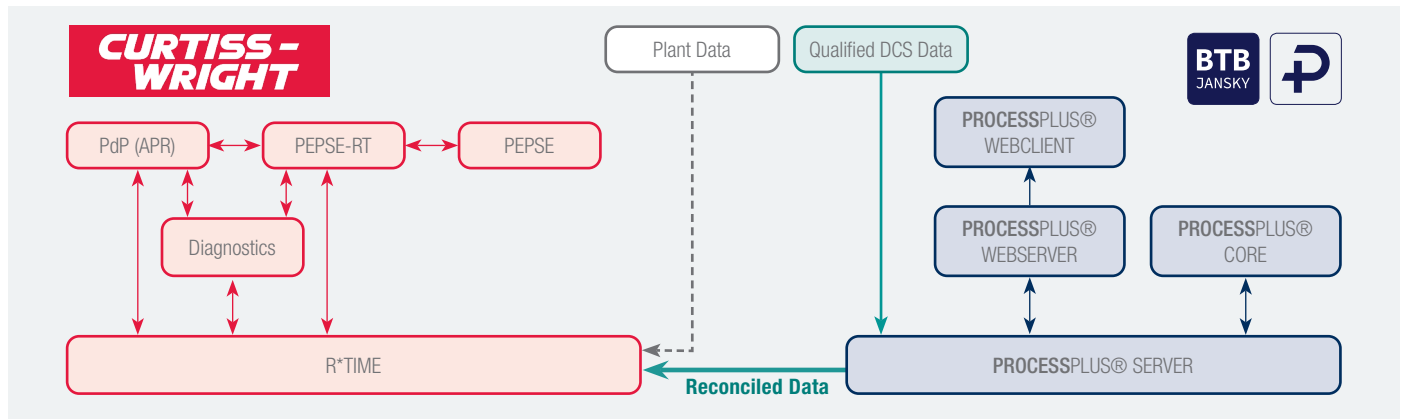 CURTISS -
WRIGHT
Plant Data
Qualified DCS Data
BTB
JANSKY
PdP (APR)
PEPSE-RT
PEPSE
PROCESSPLUS®
WEBCLIENT
Diagnostics
PROCESSPLUS®
WEBSERVER
PROCESSPLUS®
CORE
R*TIME
PROCESSPLUS® SERVER
Reconciled Data